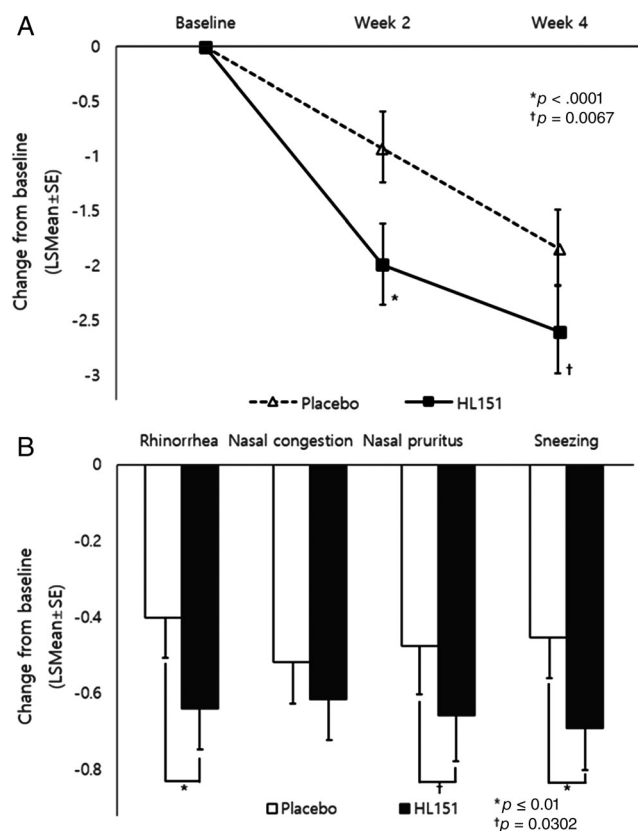 A
Baseline Week 2 Week 4
0
-0.5
-1
-1.5
-2
-2.5
-3
Change from baseline
(LSMean±SE)
*p < .0001
†p = 0.0067
*
†
Placebo HL151
B
Rhinorrhea Nasal congestion Nasal pruritus Sneezing
0
-0.2
-0.4
-0.6
-0.8
Change from baseline
(LSMean±SE)
* † *
Placebo HL151
*p ≤ 0.01
†p = 0.0302